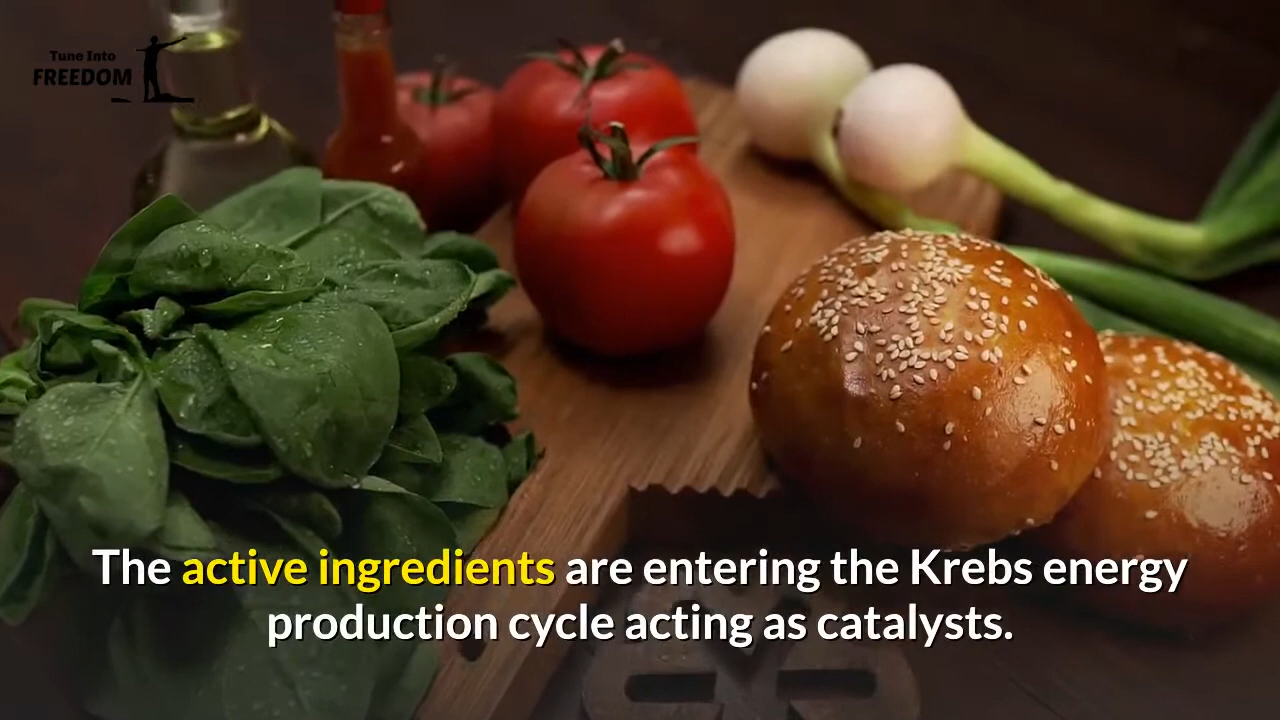 Tune Into
FREEDOM
The active ingredients are entering the Krebs energy
production cycle acting as catalysts.